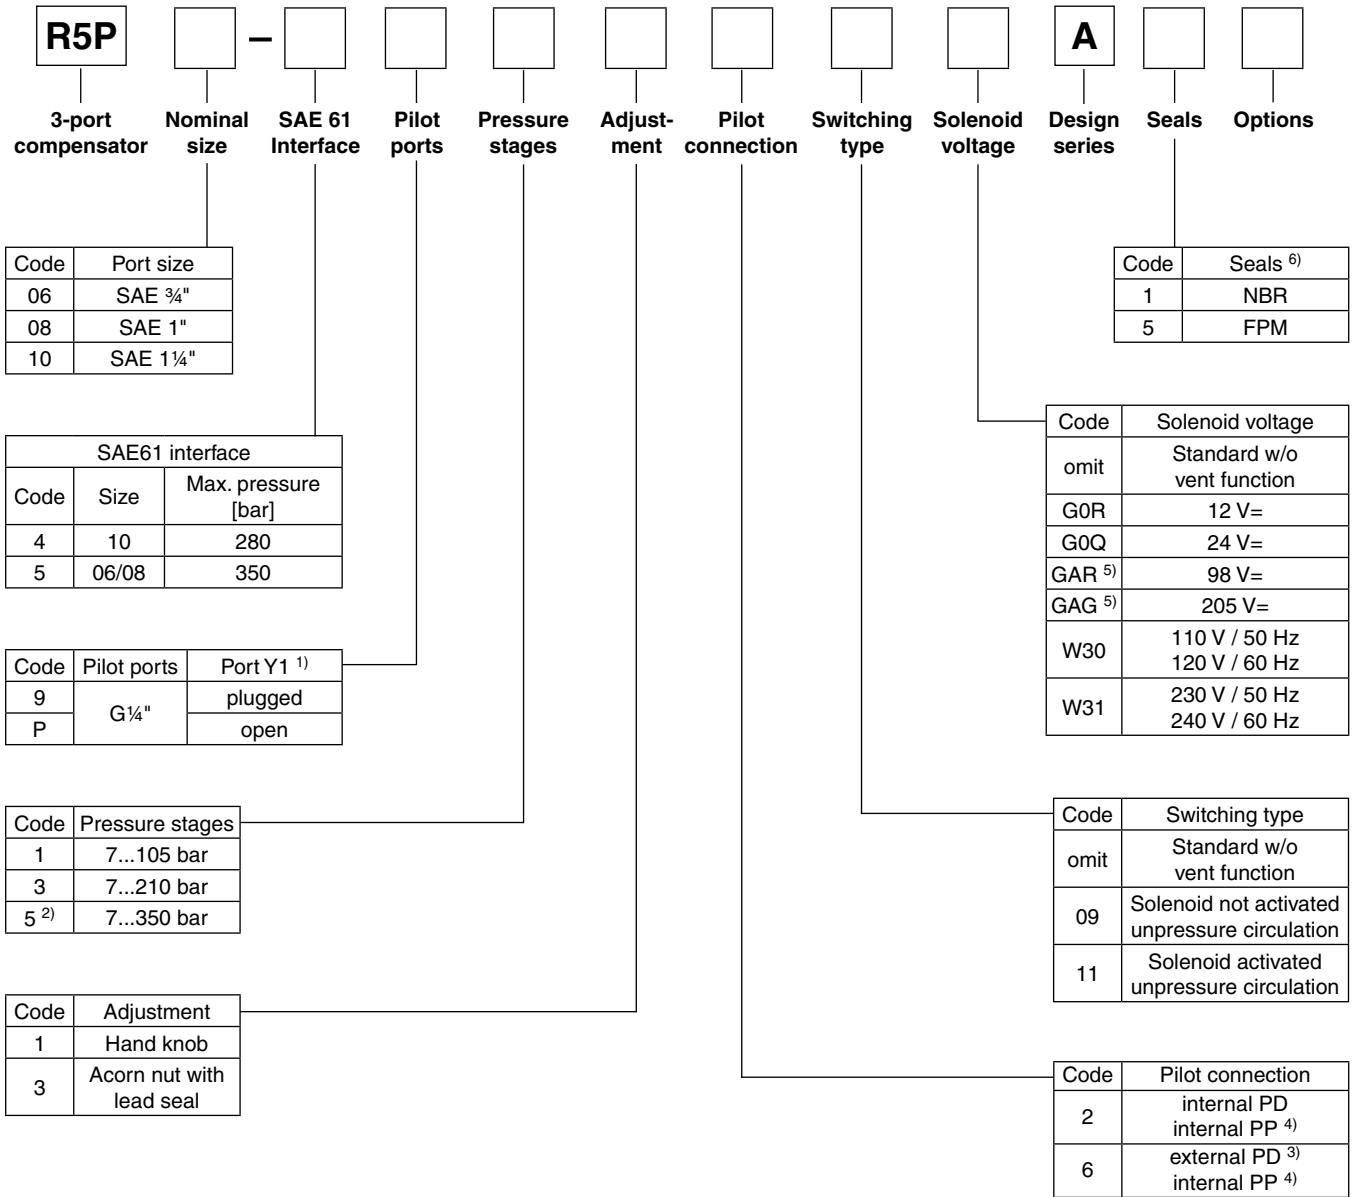 R5P – A
3-port compensator
Nominal size
SAE 61 Interface
Pilot ports
Pressure stages
Adjust-ment
Pilot connection
Switching type
Solenoid voltage
Design series
Seals
Options
Code Port size
06 SAE ¾"
08 SAE 1"
10 SAE 1¼"
SAE61 interface
Code Size Max. pressure [bar]
4 10 280
5 06/08 350
Code Pilot ports Port Y1 1)
9 G¼" plugged
P open
Code Pressure stages
1 7...105 bar
3 7...210 bar
5 2) 7...350 bar
Code Adjustment
1 Hand knob
3 Acorn nut with lead seal
Code Seals 6)
1 NBR
5 FPM
Code Solenoid voltage
omit Standard w/o vent function
G0R 12 V=
G0Q 24 V=
GAR 5) 98 V=
GAG 5) 205 V=
W30 110 V / 50 Hz
120 V / 60 Hz
W31 230 V / 50 Hz
240 V / 60 Hz
Code Switching type
omit Standard w/o vent function
09 Solenoid not activated unpressure circulation
11 Solenoid activated unpressure circulation
Code Pilot connection
2 internal PD
internal PP 4)
6 external PD 3)
internal PP 4)